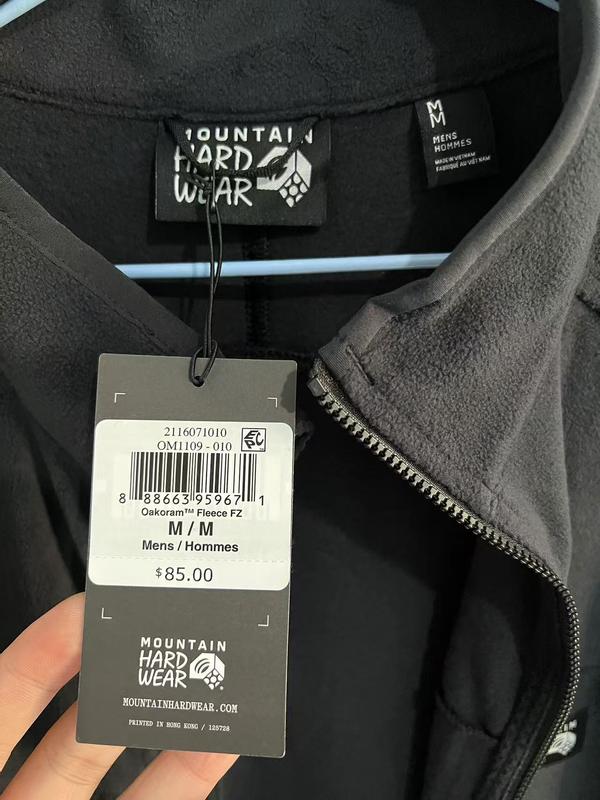 MOUNTAIN
HARD
WEAR
M
M
MENS
HOMMES
MADE IN VIETNAM
FABRIQUÉ AU VIÊT NAM
2116071010
OM1109 - 010
EPC
8 88663 95967 1
Oakoram™ Fleece FZ
M / M
Mens / Hommes
$85.00
MOUNTAIN
HARD
WEAR
MOUNTAINHARDWEAR.COM
PRINTED IN HONG KONG / 125728